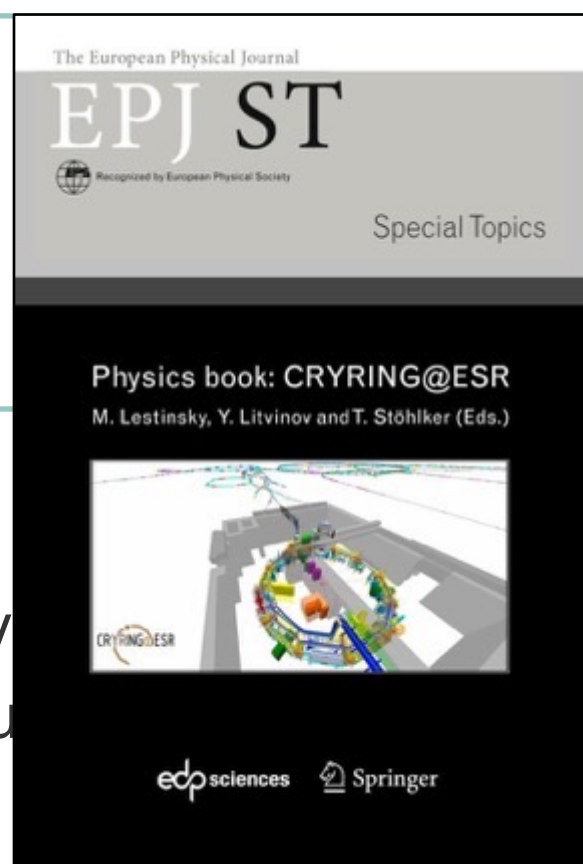 The European Physical Journal
EPJ ST
EPS
Recognized by European Physical Society
Special Topics
Physics book: CRYRING@ESR
M. Lestinsky, Y. Litvinov and T. Stöhlker (Eds.)
CRYRING@ESR
y
u
edp sciences Springer